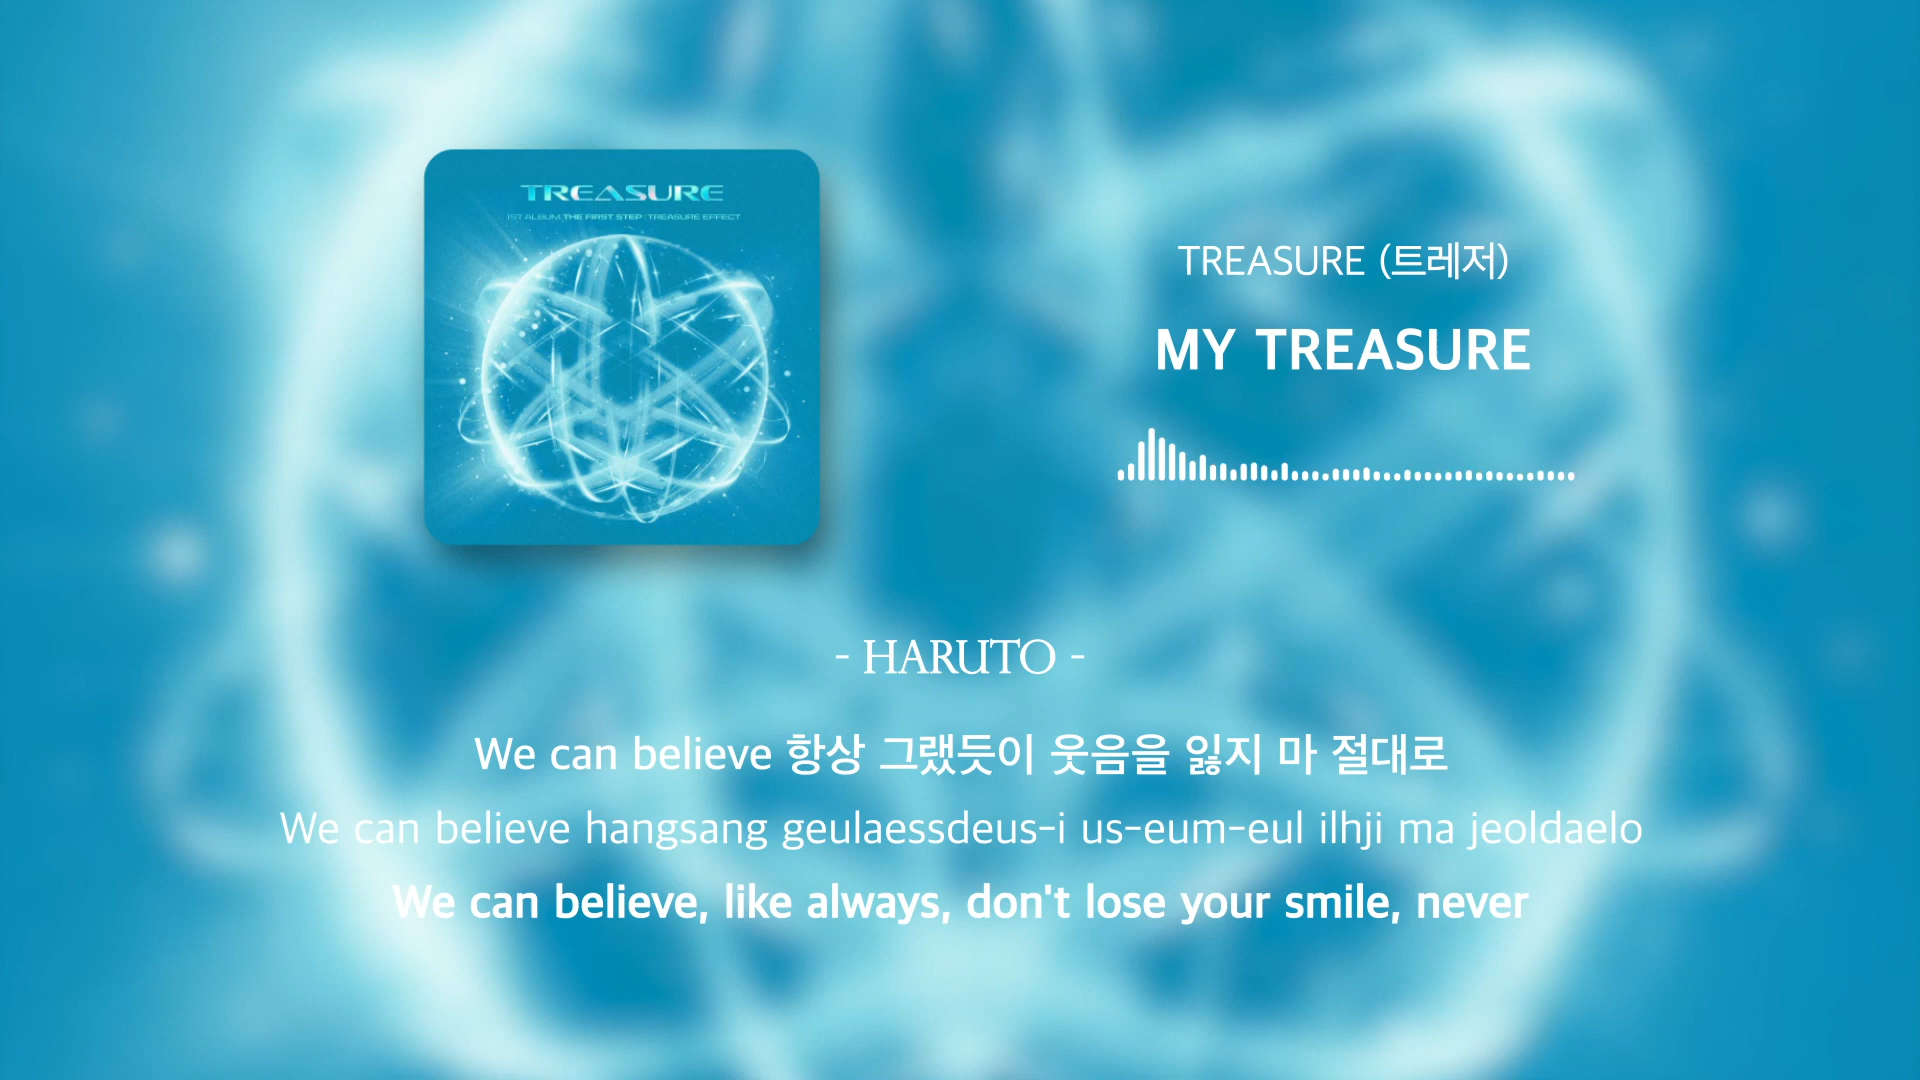 TREASURE
1ST ALBUM THE FIRST STEP : TREASURE EFFECT
TREASURE (트레저)
MY TREASURE
- HARUTO -
We can believe 항상 그랬듯이 웃음을 잃지 마 절대로
We can believe hangsang geulaessdeus-i us-eum-eul ilhji ma jeoldaelo
We can believe, like always, don't lose your smile, never